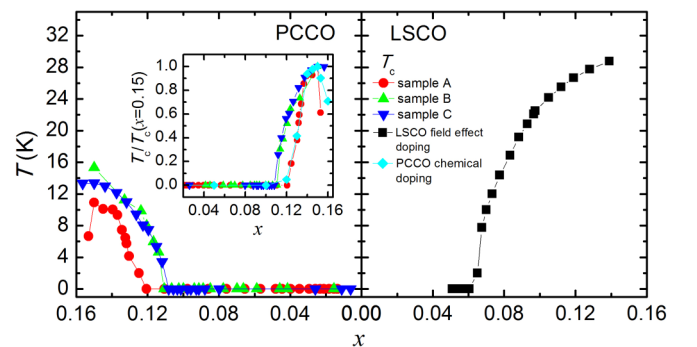 PCCO
LSCO
T (K)
32
28
24
20
16
12
8
4
0
T_c/T_c(x=0.15)
1.0
0.8
0.6
0.4
0.2
0.0
0.04 0.08 0.12 0.16
x
T_c
sample A
sample B
sample C
LSCO field effect
doping
PCCO chemical
doping
0.16 0.12 0.08 0.04 0.00 0.04 0.08 0.12 0.16
x